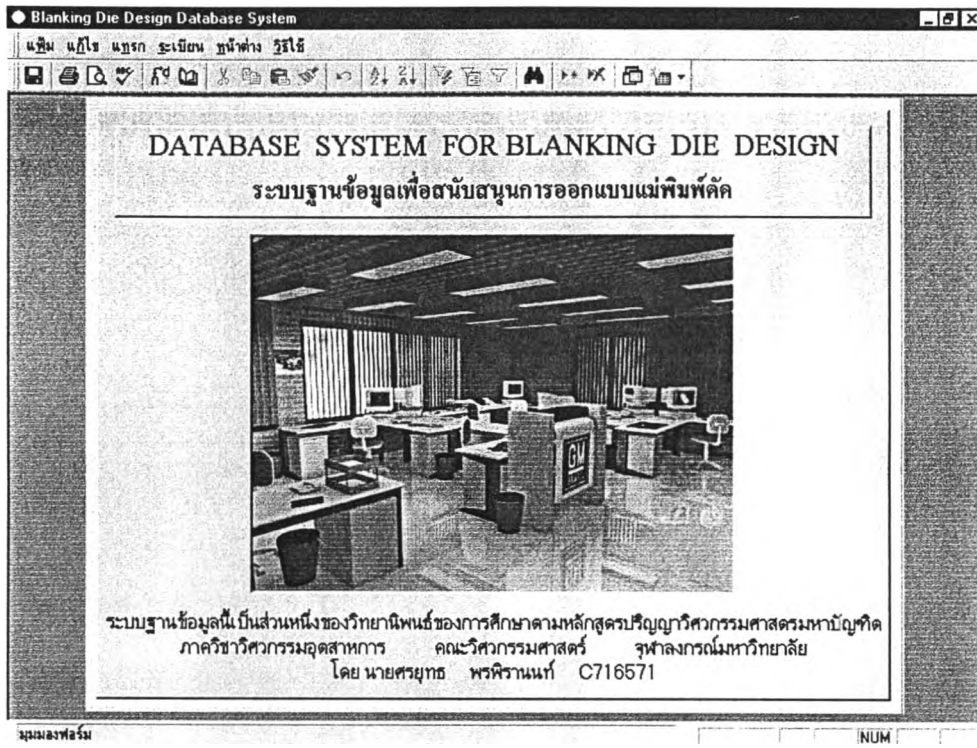 Blanking Die Design Database System
แฟ้ม แก้ไข แทรก ระเบียน หน้าต่าง วิธีใช้
DATABASE SYSTEM FOR BLANKING DIE DESIGN
ระบบฐานข้อมูลเพื่อสนับสนุนการออกแบบแม่พิมพ์ตัด
GM
ระบบฐานข้อมูลนี้เป็นส่วนหนึ่งของวิทยานิพนธ์ของการศึกษาตามหลักสูตรปริญญาวิศวกรรมศาสตรมหาบัญฑิต
ภาควิชาวิศวกรรมอุตสาหการ คณะวิศวกรรมศาสตร์ จุฬาลงกรณ์มหาวิทยาลัย
โดย นายศรยุทธ พรพิรานนท์ C716571
มุมมองฟอร์ม NUM